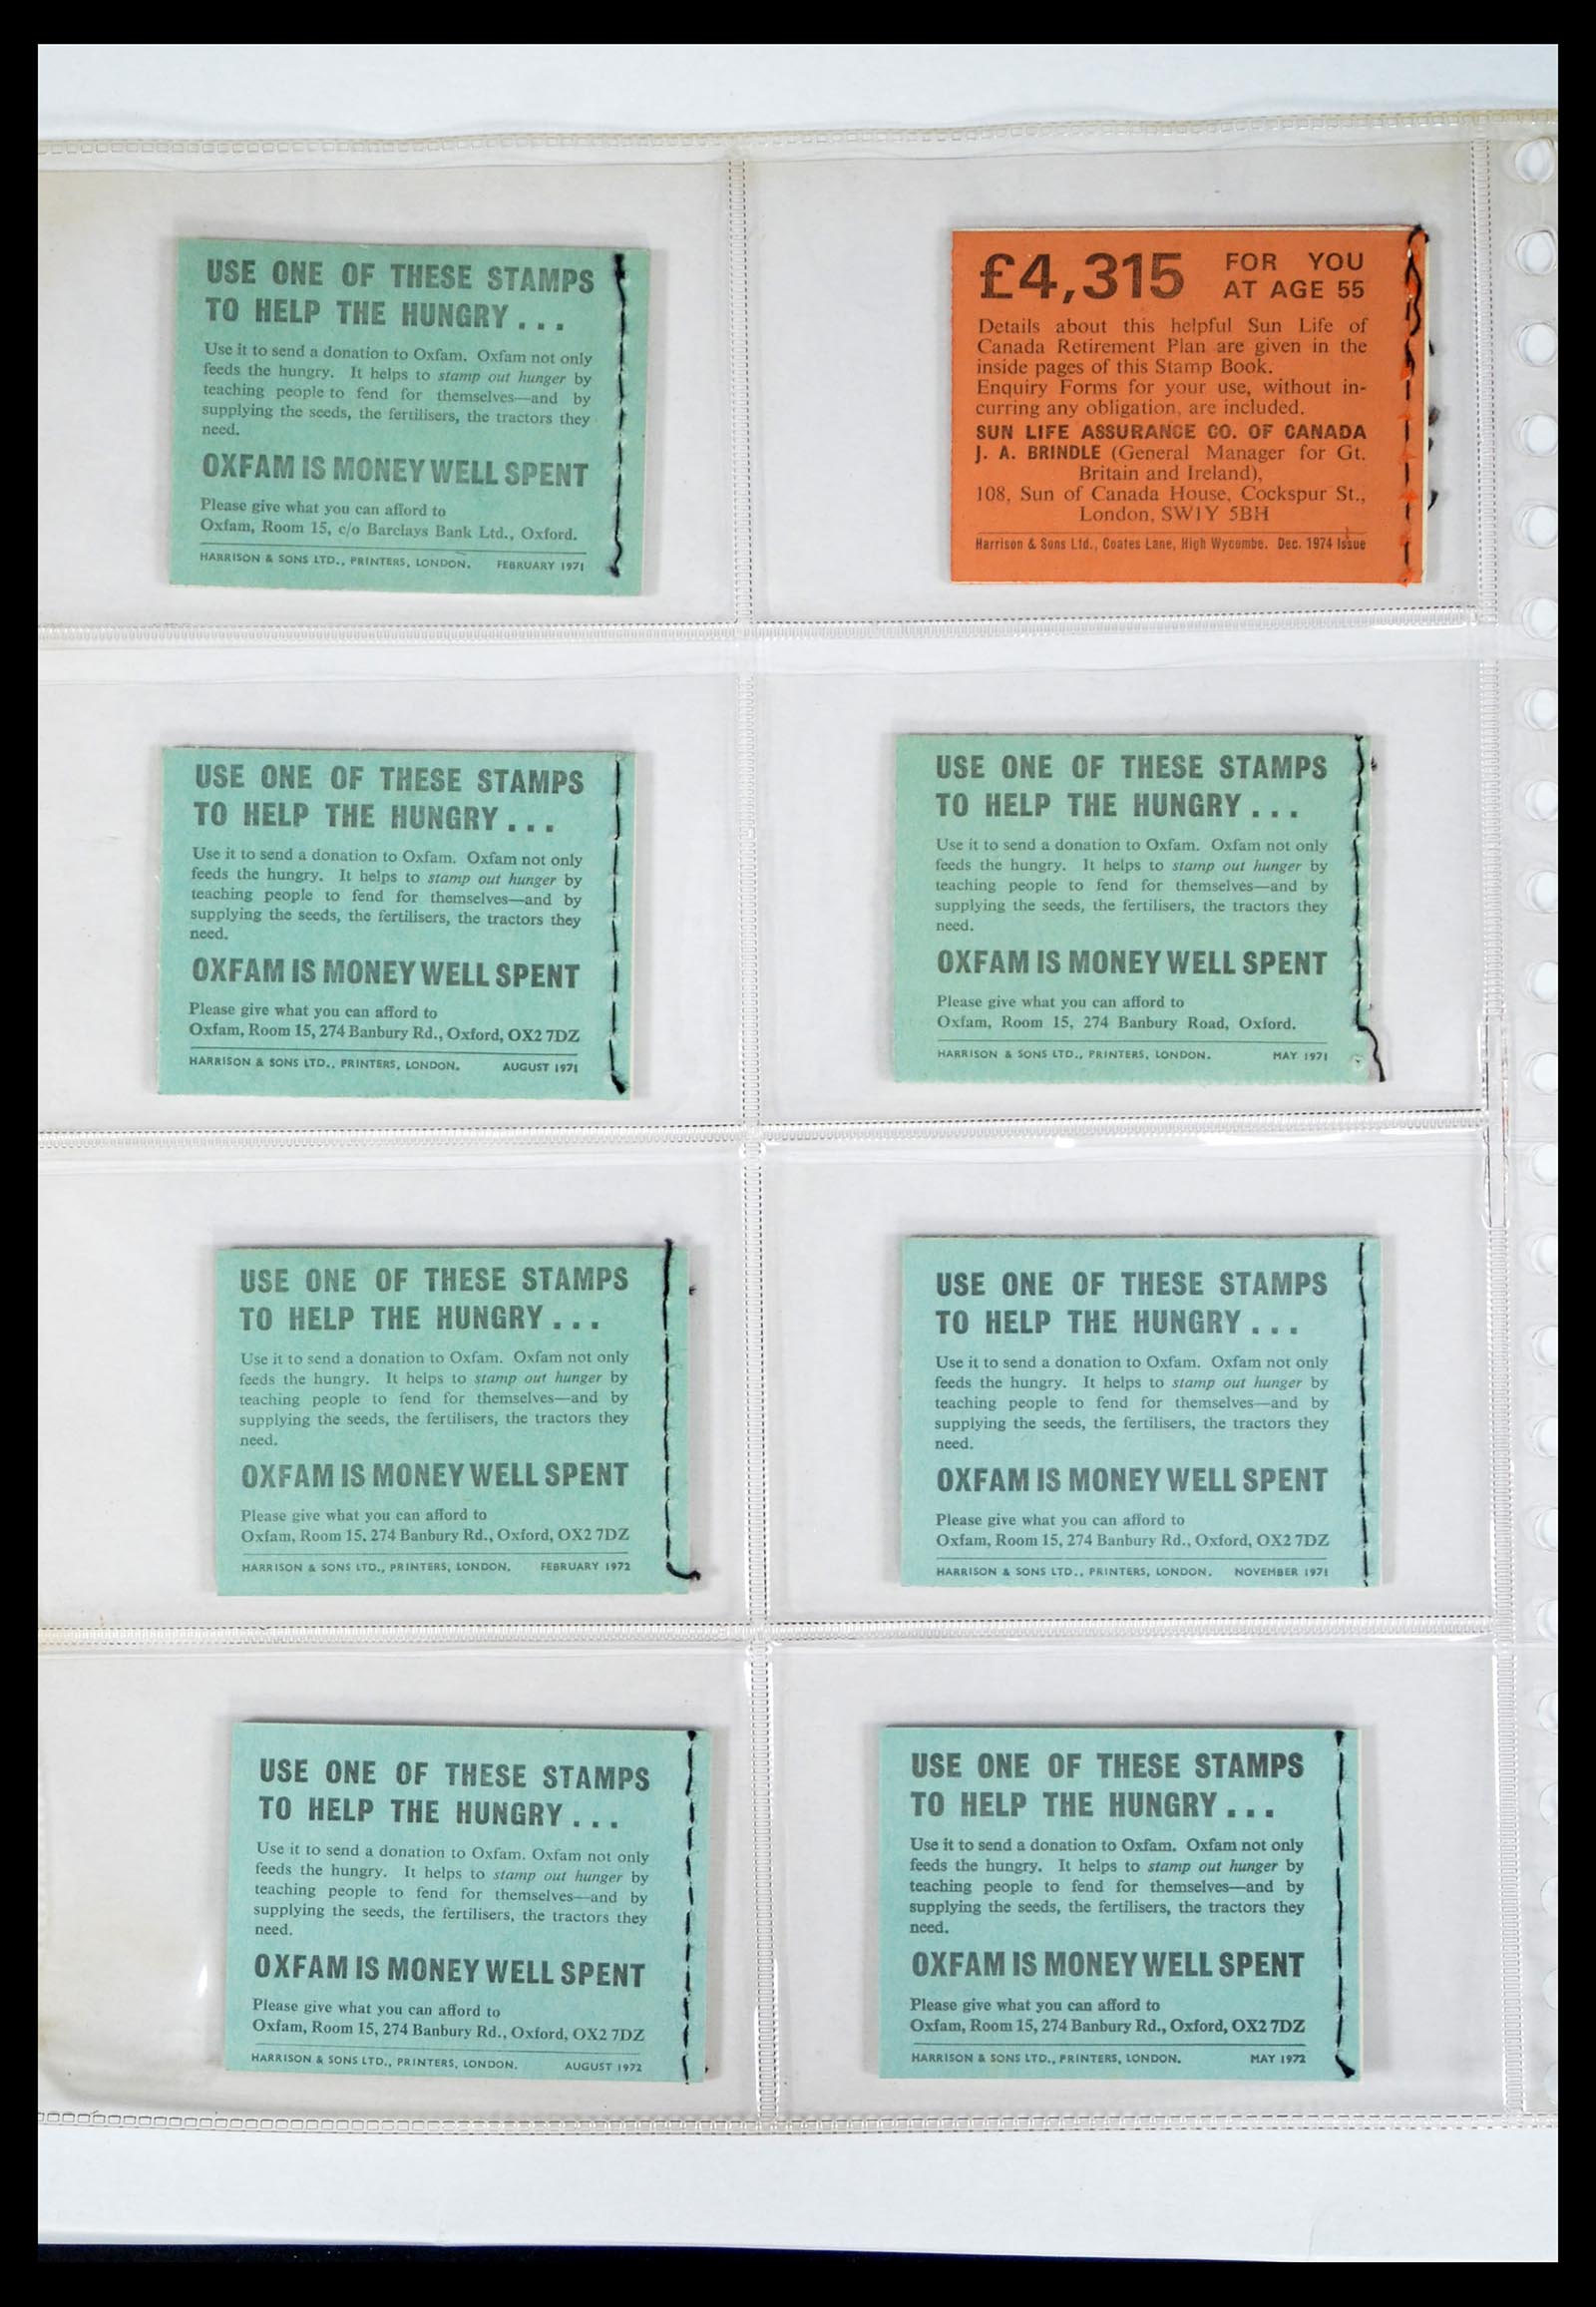 USE ONE OF THESE STAMPS
TO HELP THE HUNGRY...
Use it to send a donation to Oxfam. Oxfam not only
feeds the hungry. It helps to stamp out hunger by
teaching people to fend for themselves—and by
supplying the seeds, the fertilisers, the tractors they
need.
OXFAM IS MONEY WELL SPENT
Please give what you can afford to
Oxfam, Room 15, c/o Barclays Bank Ltd., Oxford.
HARRISON & SONS LTD., PRINTERS, LONDON. FEBRUARY 1971
£4,315 FOR YOU
AT AGE 55
Details about this helpful Sun Life of
Canada Retirement Plan are given in the
inside pages of this Stamp Book.
Enquiry Forms for your use, without in-
curring any obligation, are included.
SUN LIFE ASSURANCE CO. OF CANADA
J. A. BRINDLE (General Manager for Gt.
Britain and Ireland),
108, Sun of Canada House, Cockspur St.,
London, SW1Y 5BH
Harrison & Sons Ltd., Coates Lane, High Wycombe. Dec. 1974 Issue
USE ONE OF THESE STAMPS
TO HELP THE HUNGRY...
Use it to send a donation to Oxfam. Oxfam not only
feeds the hungry. It helps to stamp out hunger by
teaching people to fend for themselves—and by
supplying the seeds, the fertilisers, the tractors they
need.
OXFAM IS MONEY WELL SPENT
Please give what you can afford to
Oxfam, Room 15, 274 Banbury Rd., Oxford, OX2 7DZ
HARRISON & SONS LTD., PRINTERS, LONDON. AUGUST 1971
USE ONE OF THESE STAMPS
TO HELP THE HUNGRY...
Use it to send a donation to Oxfam. Oxfam not only
feeds the hungry. It helps to stamp out hunger by
teaching people to fend for themselves—and by
supplying the seeds, the fertilisers, the tractors they
need.
OXFAM IS MONEY WELL SPENT
Please give what you can afford to
Oxfam, Room 15, 274 Banbury Road, Oxford.
HARRISON & SONS LTD., PRINTERS, LONDON. MAY 1971
USE ONE OF THESE STAMPS
TO HELP THE HUNGRY...
Use it to send a donation to Oxfam. Oxfam not only
feeds the hungry. It helps to stamp out hunger by
teaching people to fend for themselves—and by
supplying the seeds, the fertilisers, the tractors they
need.
OXFAM IS MONEY WELL SPENT
Please give what you can afford to
Oxfam, Room 15, 274 Banbury Rd., Oxford, OX2 7DZ
HARRISON & SONS LTD., PRINTERS, LONDON. FEBRUARY 1972
USE ONE OF THESE STAMPS
TO HELP THE HUNGRY...
Use it to send a donation to Oxfam. Oxfam not only
feeds the hungry. It helps to stamp out hunger by
teaching people to fend for themselves—and by
supplying the seeds, the fertilisers, the tractors they
need.
OXFAM IS MONEY WELL SPENT
Please give what you can afford to
Oxfam, Room 15, 274 Banbury Rd., Oxford, OX2 7DZ
HARRISON & SONS LTD., PRINTERS, LONDON. NOVEMBER 1971
USE ONE OF THESE STAMPS
TO HELP THE HUNGRY...
Use it to send a donation to Oxfam. Oxfam not only
feeds the hungry. It helps to stamp out hunger by
teaching people to fend for themselves—and by
supplying the seeds, the fertilisers, the tractors they
need.
OXFAM IS MONEY WELL SPENT
Please give what you can afford to
Oxfam, Room 15, 274 Banbury Rd., Oxford, OX2 7DZ
HARRISON & SONS LTD., PRINTERS, LONDON. AUGUST 1972
USE ONE OF THESE STAMPS
TO HELP THE HUNGRY...
Use it to send a donation to Oxfam. Oxfam not only
feeds the hungry. It helps to stamp out hunger by
teaching people to fend for themselves—and by
supplying the seeds, the fertilisers, the tractors they
need.
OXFAM IS MONEY WELL SPENT
Please give what you can afford to
Oxfam, Room 15, 274 Banbury Rd., Oxford, OX2 7DZ
HARRISON & SONS LTD., PRINTERS, LONDON. MAY 1972